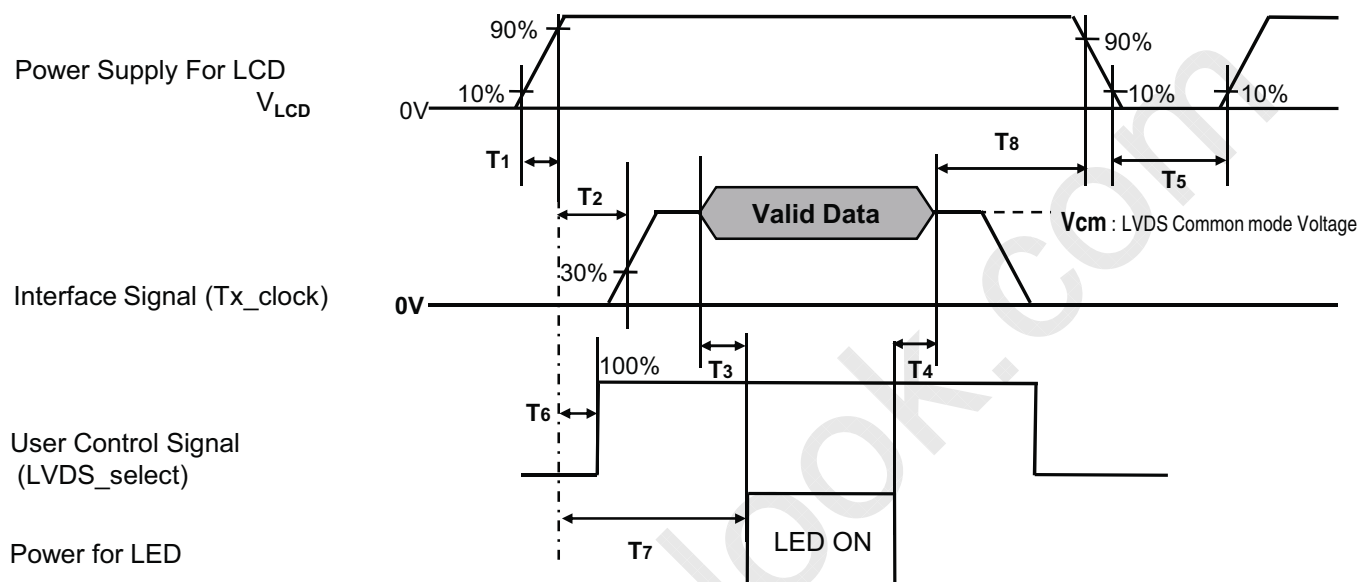 90%
90%
Power Supply For LCD
VLCD
10%
10%
10%
0V
T1
T8
T5
T2
Valid Data
Vcm : LVDS Common mode Voltage
30%
Interface Signal (Tx_clock)
0V
100%
T3
T4
T6
User Control Signal
(LVDS_select)
T7
LED ON
Power for LED
look.com